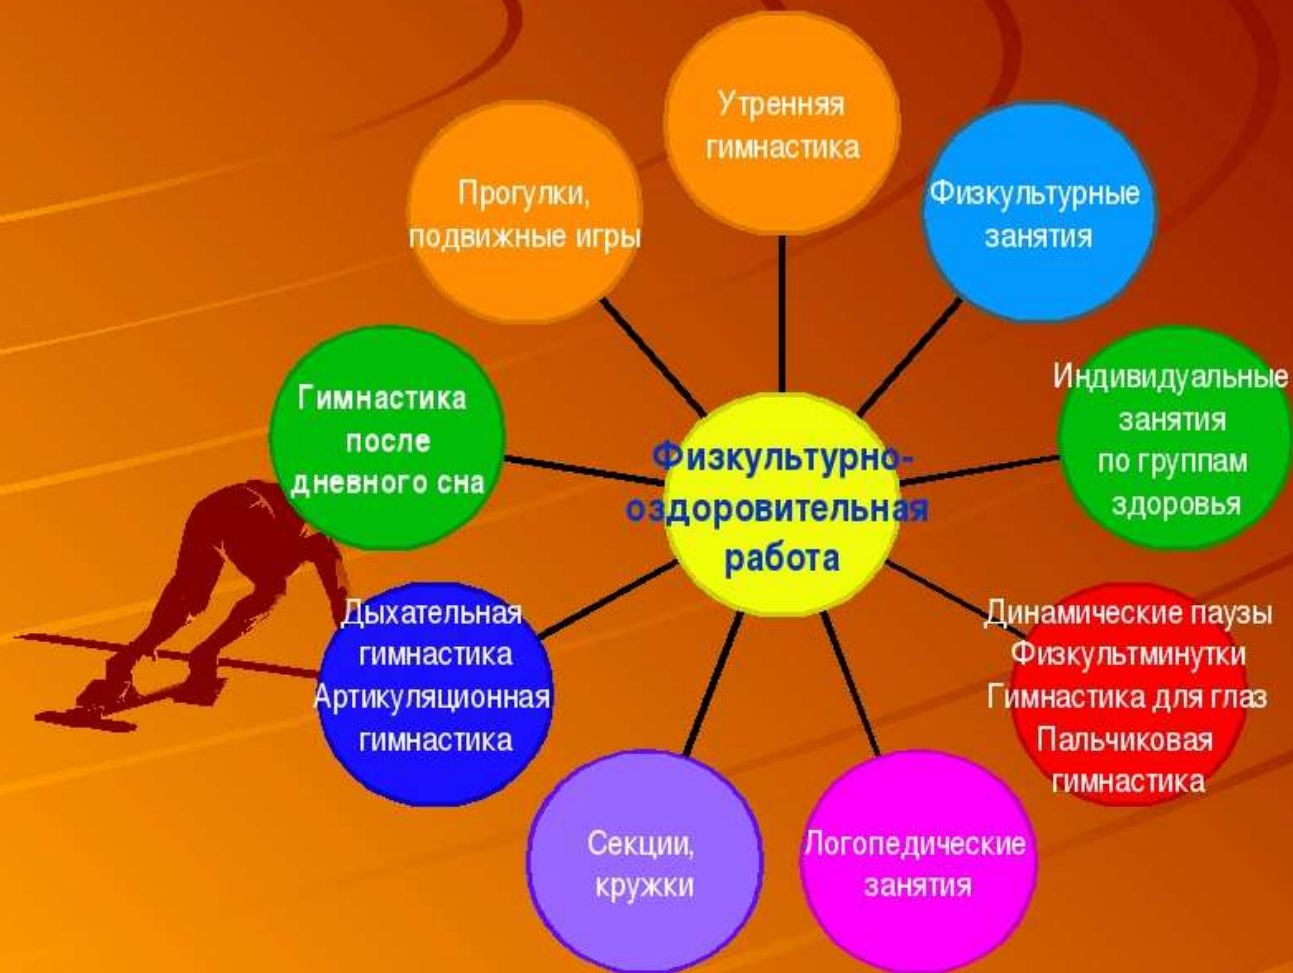 Утренняя
гимнастика
Физкультурные
занятия
Индивидуальные
занятия
по группам
здоровья
Динамические паузы
Физкультминутки
Гимнастика для глаз
Пальчиковая
гимнастика
Логопедические
занятия
Секции,
кружки
Дыхательная
гимнастика
Артикуляционная
гимнастика
Гимнастика
после
дневного сна
Прогулки,
подвижные игры
Физкультурно-
оздоровительная
работа